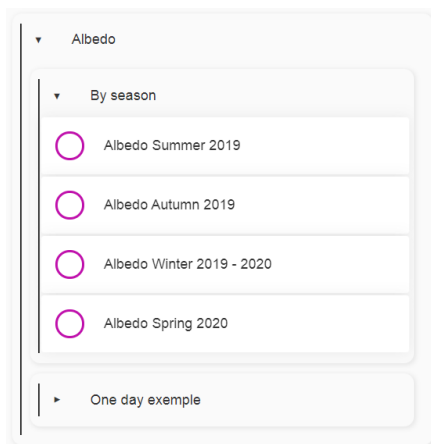 Albedo
By season
Albedo Summer 2019
Albedo Autumn 2019
Albedo Winter 2019 - 2020
Albedo Spring 2020
One day exemple